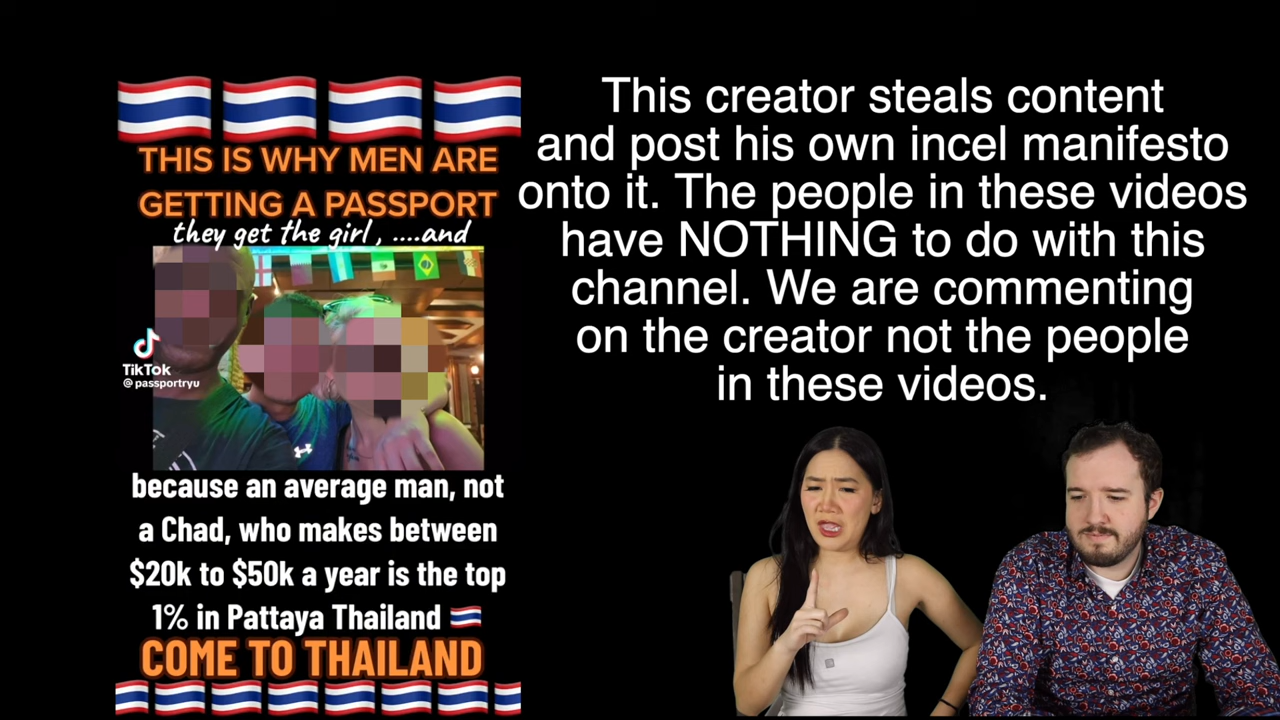 THIS IS WHY MEN ARE
GETTING A PASSPORT
they get the girl , ....and
TikTok
@passportryu
because an average man, not
a Chad, who makes between
$20k to $50k a year is the top
1% in Pattaya Thailand
COME TO THAILAND
This creator steals content
and post his own incel manifesto
onto it. The people in these videos
have NOTHING to do with this
channel. We are commenting
on the creator not the people
in these videos.